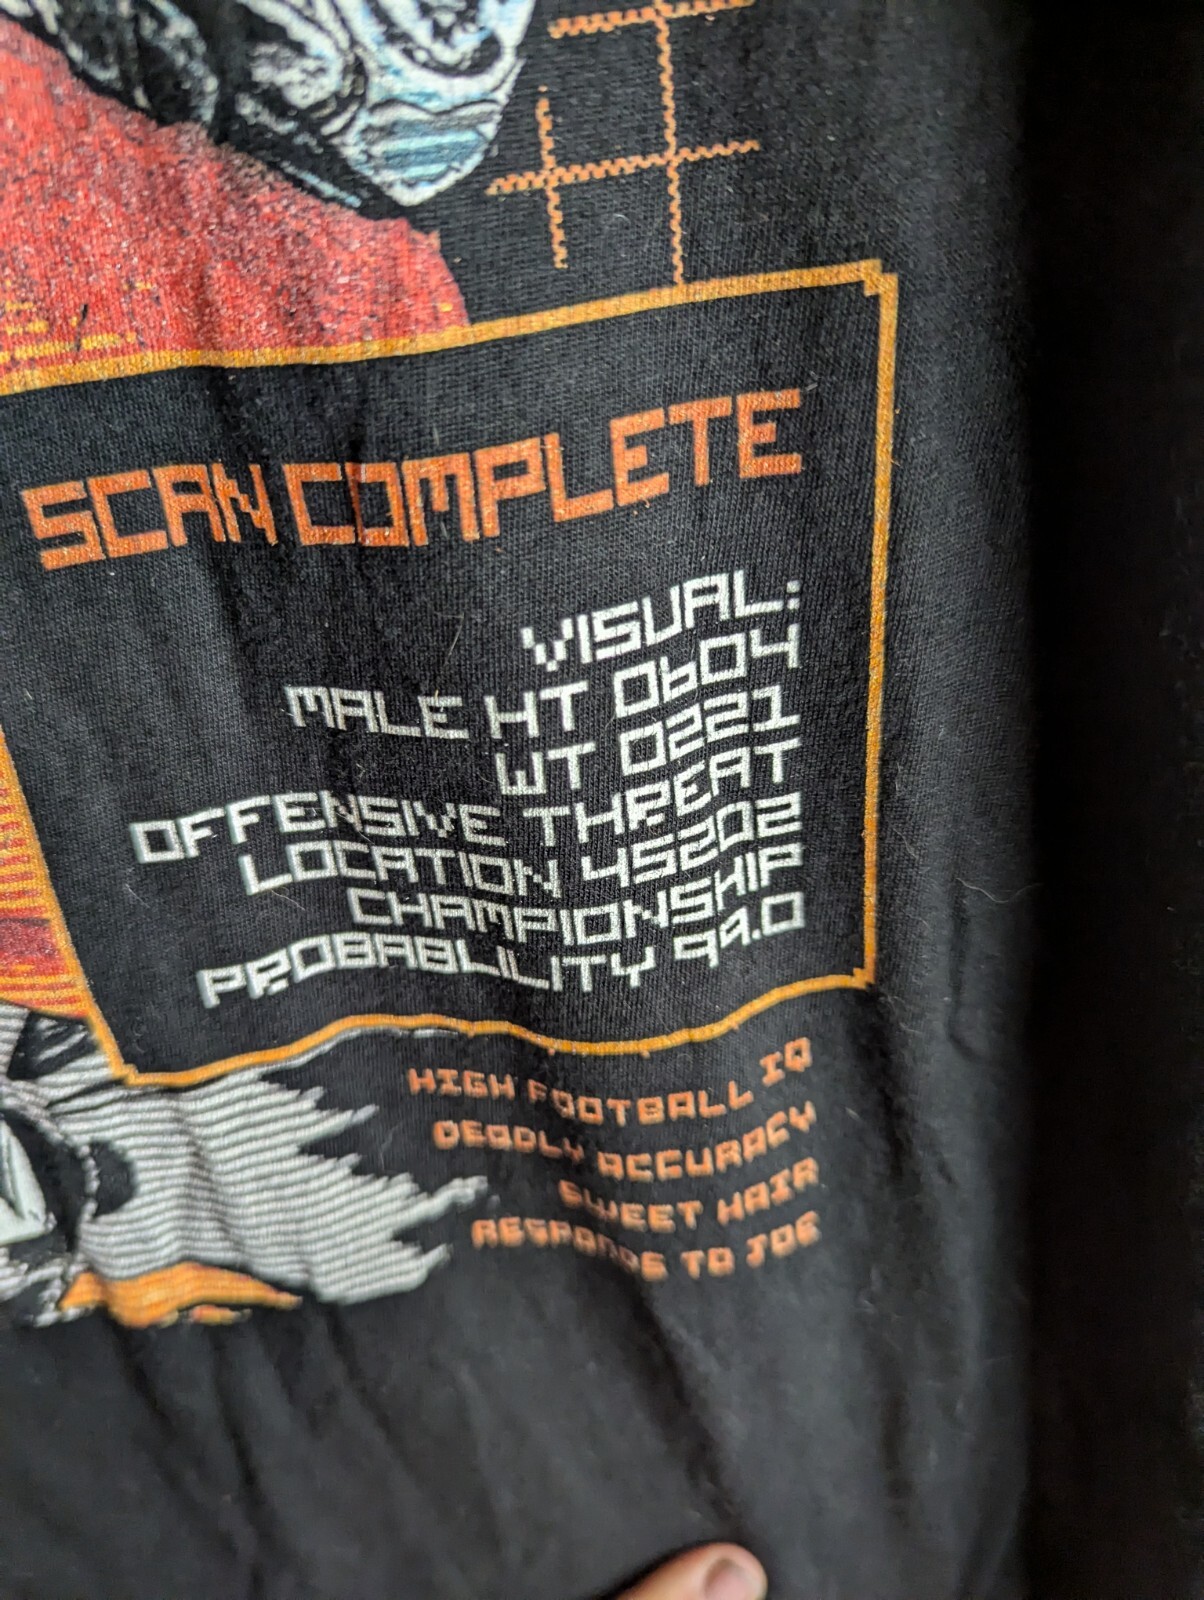 SCAN COMPLETE
VISUAL:
MALE HT 0604
WT 0221
OFFENSIVE THREAT
LOCATION 45202
CHAMPIONSHIP
PROBABLILITY 99.0
HIGH FOOTBALL IQ
DEADLY ACCURACY
SWEET HAIR
RESPONDS TO JOE